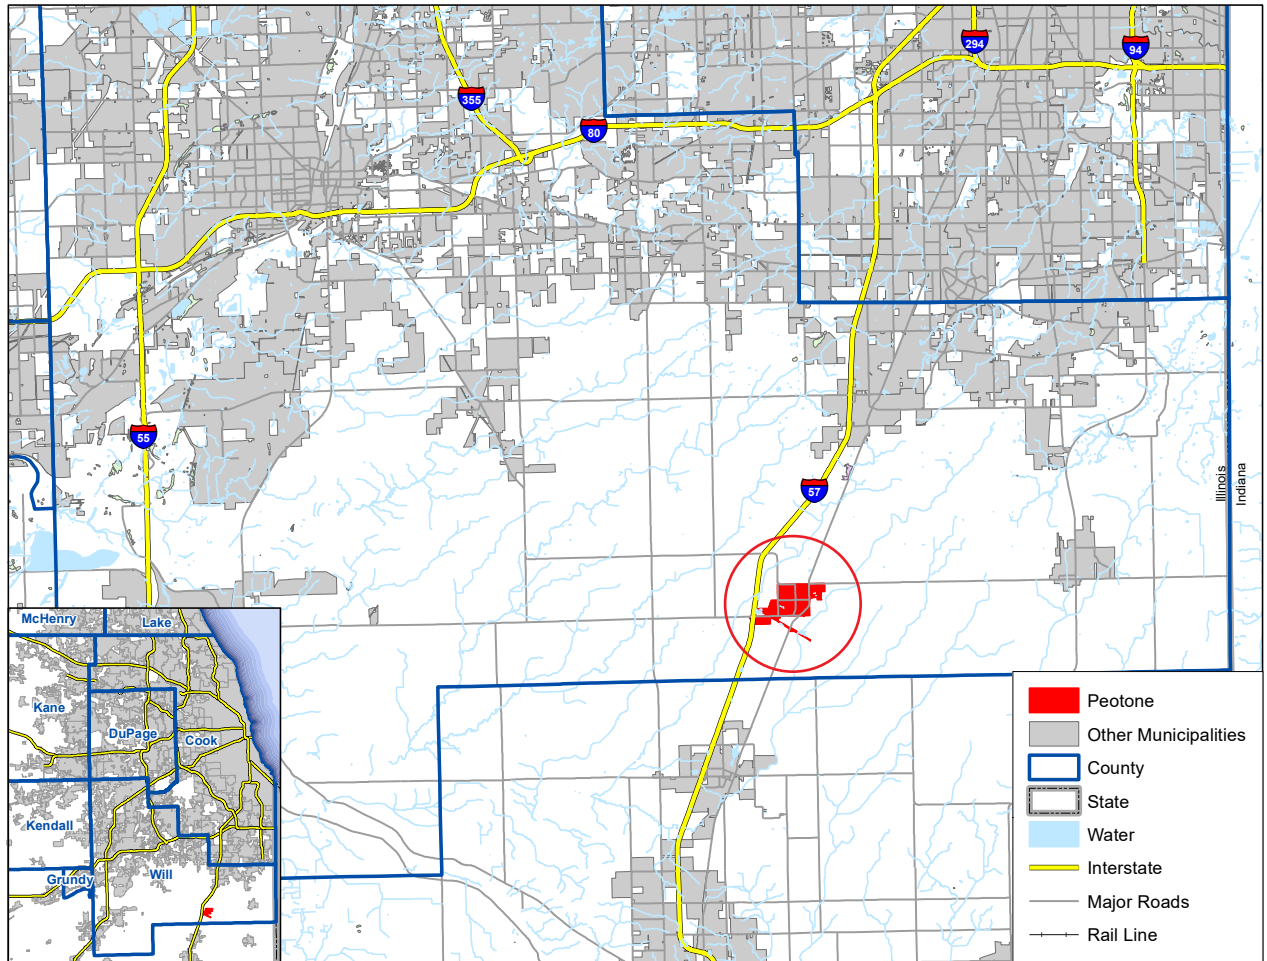 294
94
355
80
55
57
Illinois
Indiana
McHenry
Lake
Kane
DuPage
Cook
Kendall
Grundy
Will
Peotone
Other Municipalities
County
State
Water
Interstate
Major Roads
Rail Line